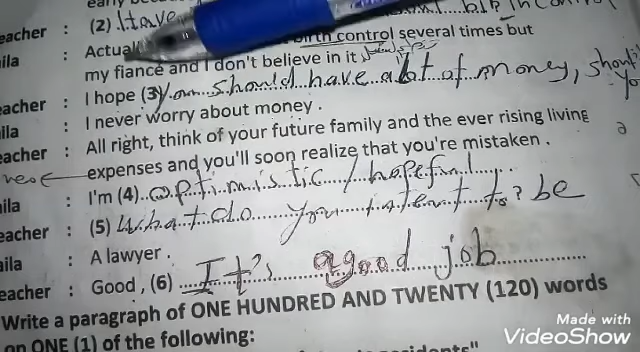 early
eacher : (2) Have
ila : Actual birth control several times but
my fiancé and I don't believe in it
eacher : I hope (3) you should have a lot of money, shou
ila : I never worry about money .
eacher : All right, think of your future family and the ever rising living
expenses and you'll soon realize that you're mistaken .
ila : I'm (4) optimistic / hopeful
eacher : (5) What do you intent to be ?
ila : A lawyer .
eacher : Good , (6) It's a good job
Write a paragraph of ONE HUNDRED AND TWENTY (120) words
on ONE (1) of the following:
Made with
VideoShow